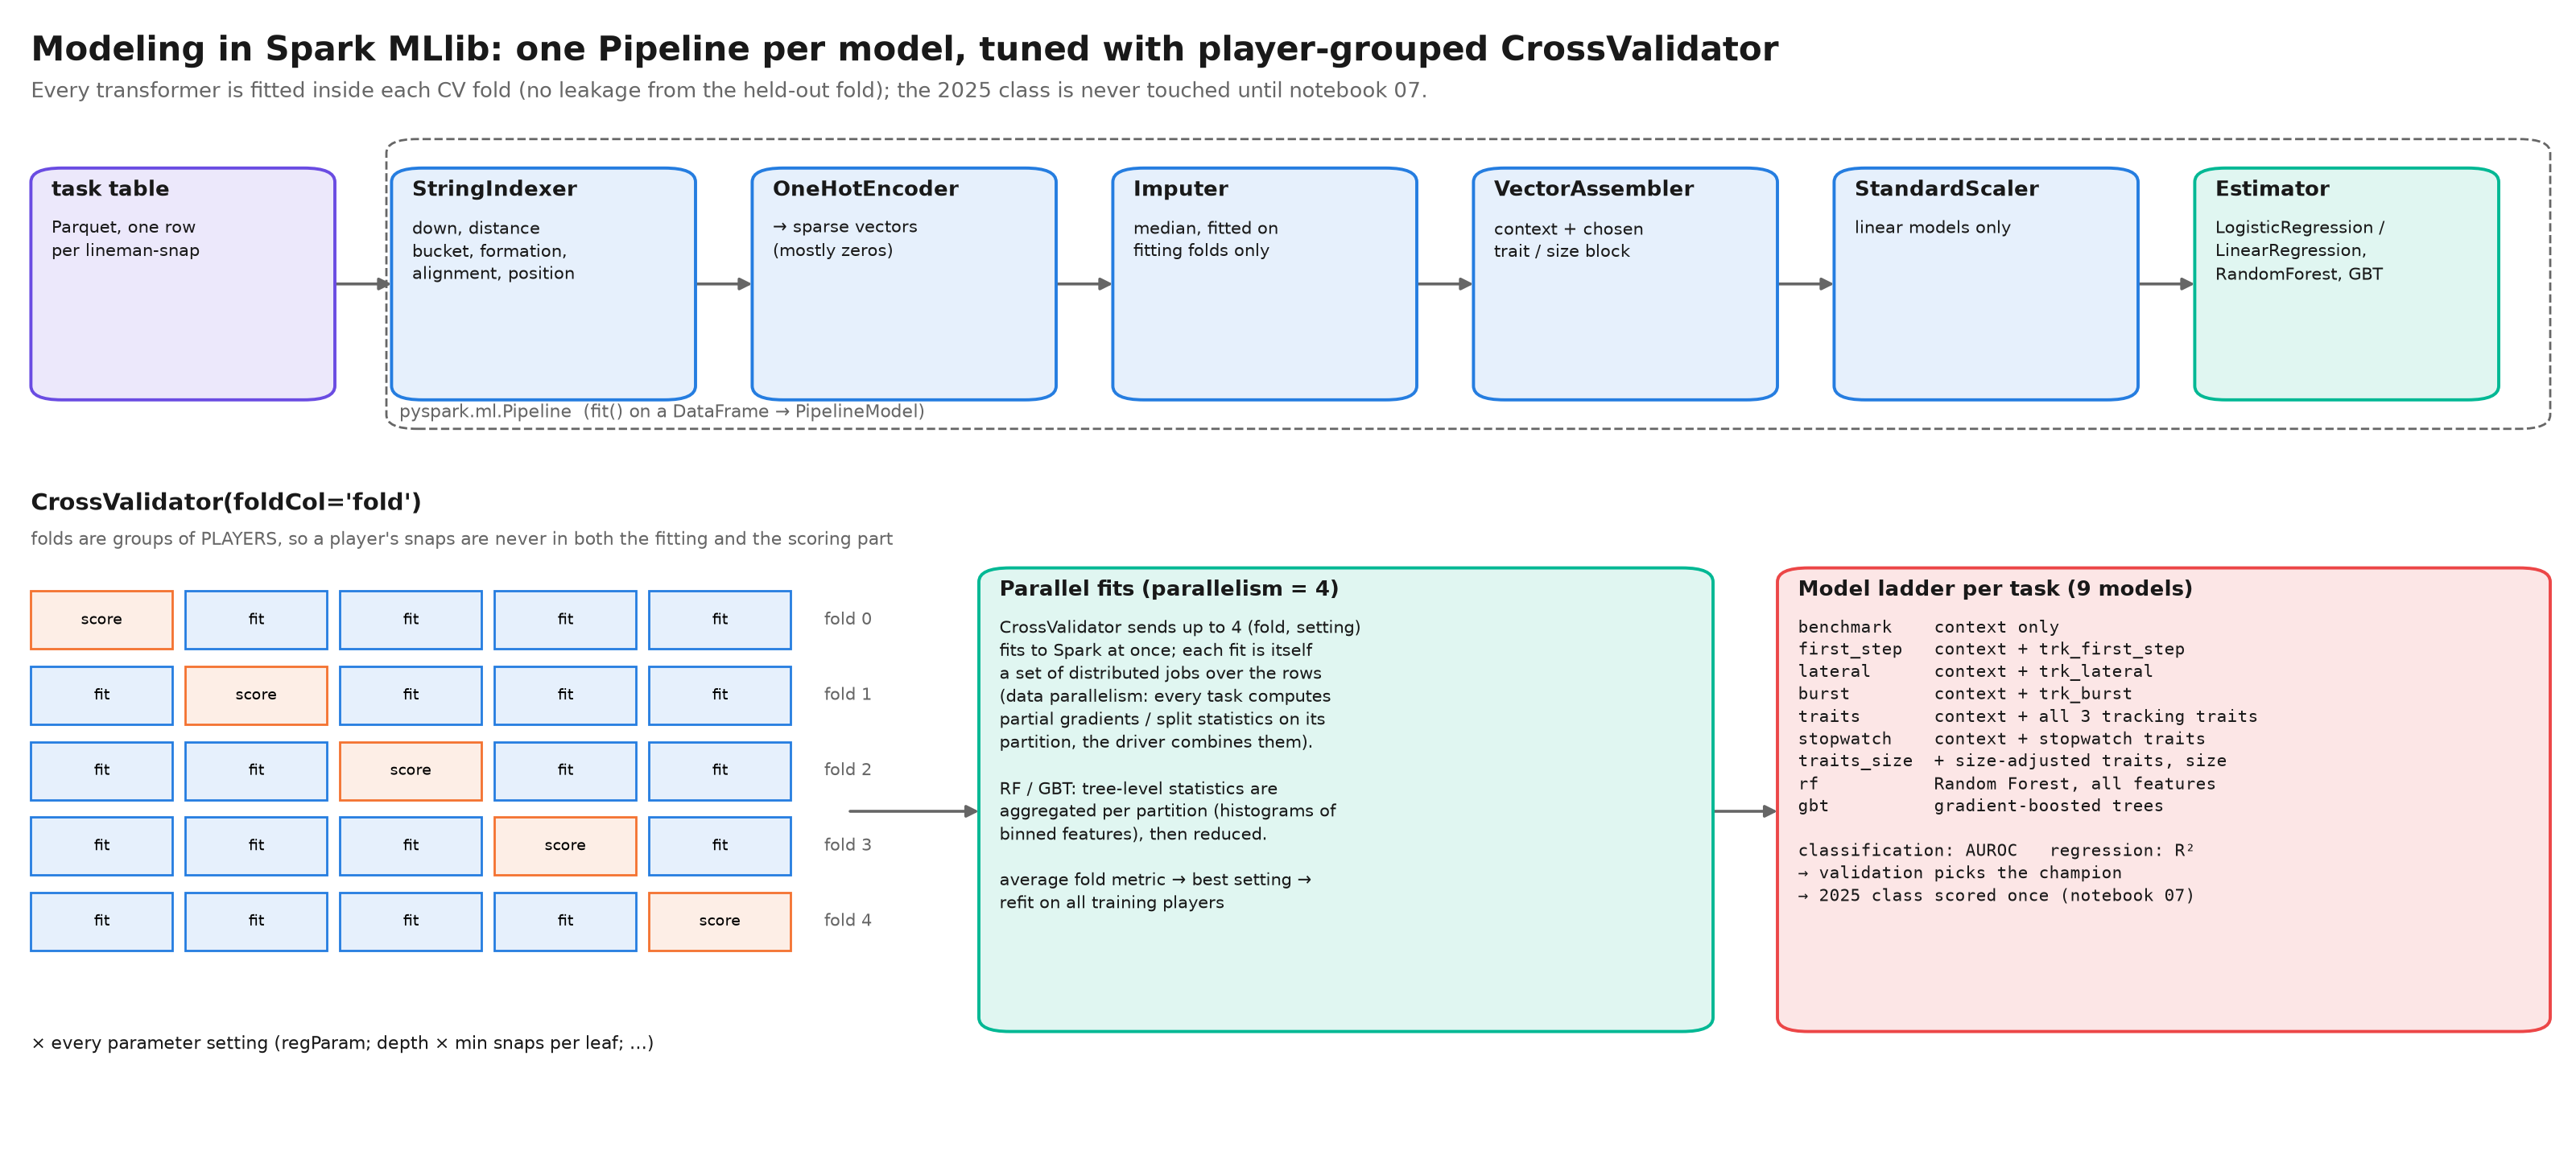 Modeling in Spark MLlib: one Pipeline per model, tuned with player-grouped CrossValidator
Every transformer is fitted inside each CV fold (no leakage from the held-out fold); the 2025 class is never touched until notebook 07.
task table
Parquet, one row
per lineman-snap
StringIndexer
down, distance
bucket, formation,
alignment, position
OneHotEncoder
→ sparse vectors
(mostly zeros)
Imputer
median, fitted on
fitting folds only
VectorAssembler
context + chosen
trait / size block
StandardScaler
linear models only
Estimator
LogisticRegression /
LinearRegression,
RandomForest, GBT
pyspark.ml.Pipeline (fit() on a DataFrame → PipelineModel)
CrossValidator(foldCol='fold')
folds are groups of PLAYERS, so a player's snaps are never in both the fitting and the scoring part
score fit fit fit fit fold 0
fit score fit fit fit fold 1
fit fit score fit fit fold 2
fit fit fit score fit fold 3
fit fit fit fit score fold 4
× every parameter setting (regParam; depth × min snaps per leaf; ...)
Parallel fits (parallelism = 4)
CrossValidator sends up to 4 (fold, setting)
fits to Spark at once; each fit is itself
a set of distributed jobs over the rows
(data parallelism: every task computes
partial gradients / split statistics on its
partition, the driver combines them).
RF / GBT: tree-level statistics are
aggregated per partition (histograms of
binned features), then reduced.
average fold metric → best setting →
refit on all training players
Model ladder per task (9 models)
benchmark context only
first_step context + trk_first_step
lateral context + trk_lateral
burst context + trk_burst
traits context + all 3 tracking traits
stopwatch context + stopwatch traits
traits_size + size-adjusted traits, size
rf Random Forest, all features
gbt gradient-boosted trees
classification: AUROC regression: R²
→ validation picks the champion
→ 2025 class scored once (notebook 07)